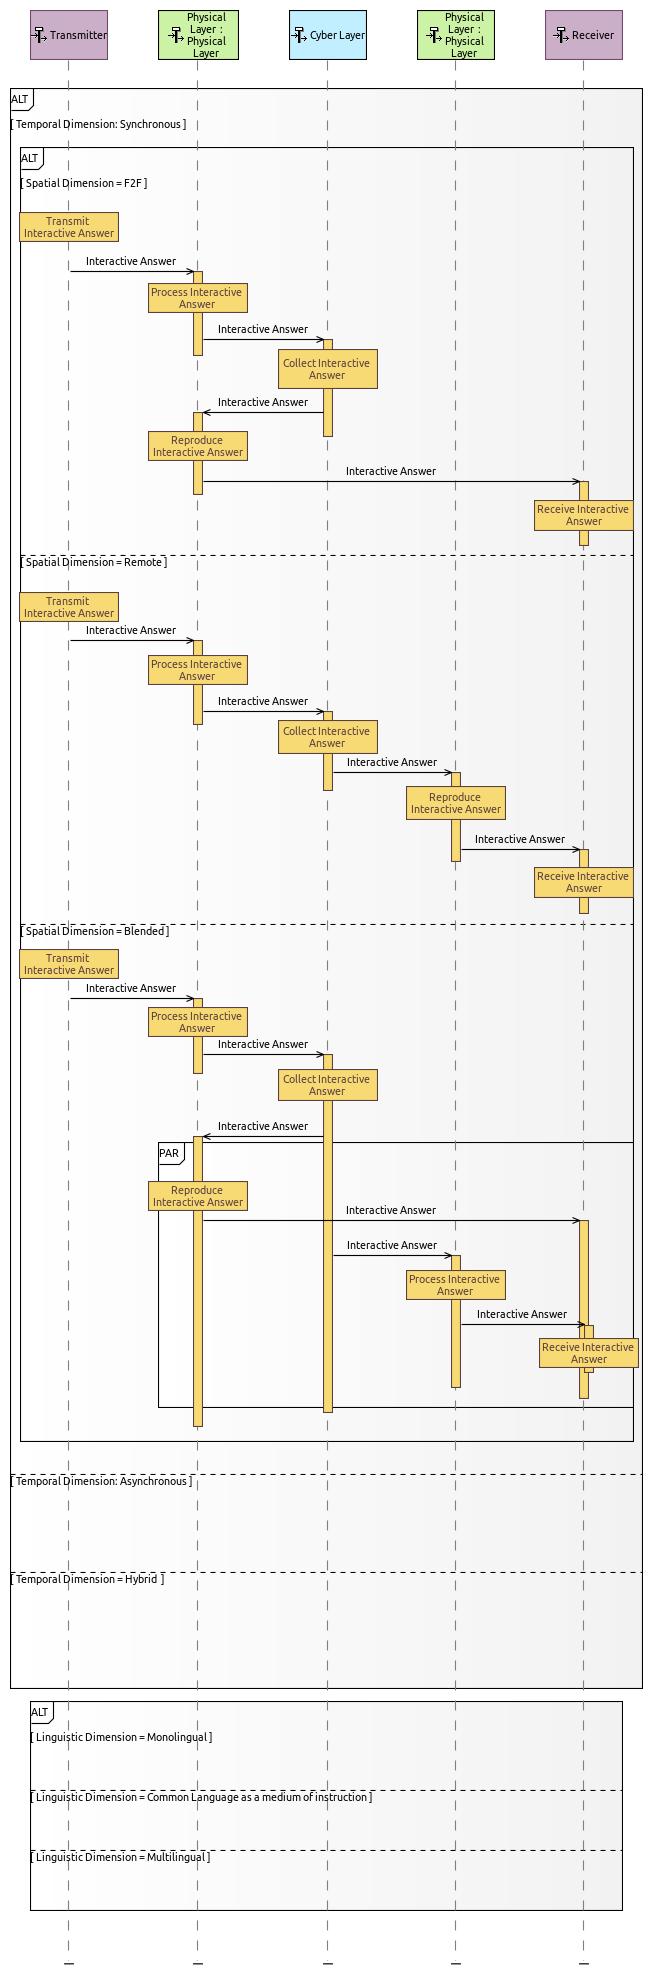 Transmitter
Physical
Layer :
Physical
Layer
Cyber Layer
Physical
Layer :
Physical
Layer
Receiver
ALT
[ Temporal Dimension: Synchronous ]
ALT
[ Spatial Dimension = F2F ]
Transmit
Interactive Answer
Interactive Answer
Process Interactive
Answer
Interactive Answer
Collect Interactive
Answer
Interactive Answer
Reproduce
Interactive Answer
Interactive Answer
Receive Interactive
Answer
[ Spatial Dimension = Remote ]
Transmit
Interactive Answer
Interactive Answer
Process Interactive
Answer
Interactive Answer
Collect Interactive
Answer
Interactive Answer
Reproduce
Interactive Answer
Interactive Answer
Receive Interactive
Answer
[ Spatial Dimension = Blended ]
Transmit
Interactive Answer
Interactive Answer
Process Interactive
Answer
Interactive Answer
Collect Interactive
Answer
Interactive Answer
PAR
Reproduce
Interactive Answer
Interactive Answer
Interactive Answer
Process Interactive
Answer
Interactive Answer
Receive Interactive
Answer
[ Temporal Dimension: Asynchronous ]
[ Temporal Dimension = Hybrid ]
ALT
[ Linguistic Dimension = Monolingual ]
[ Linguistic Dimension = Common Language as a medium of instruction ]
[ Linguistic Dimension = Multilingual ]